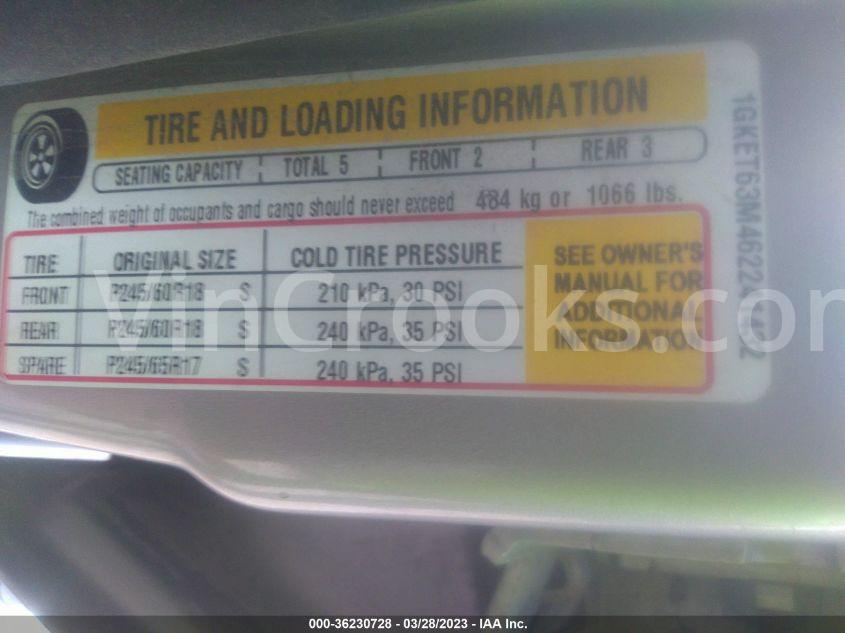 TIRE AND LOADING INFORMATION
SEATING CAPACITY TOTAL 5 FRONT 2 REAR 3
The combined weight of occupants and cargo should never exceed 484 kg or 1066 lbs.
TIRE ORIGINAL SIZE COLD TIRE PRESSURE
FRONT P245/60R18 S 210 kPa, 30 PSI
REAR P245/60R18 S 240 kPa, 35 PSI
SPARE P245/65R17 S 240 kPa, 35 PSI
SEE OWNER'S
MANUAL FOR
ADDITIONAL
INFORMATION
VinCrooks.com
000-36230728 - 03/28/2023 - IAA Inc.